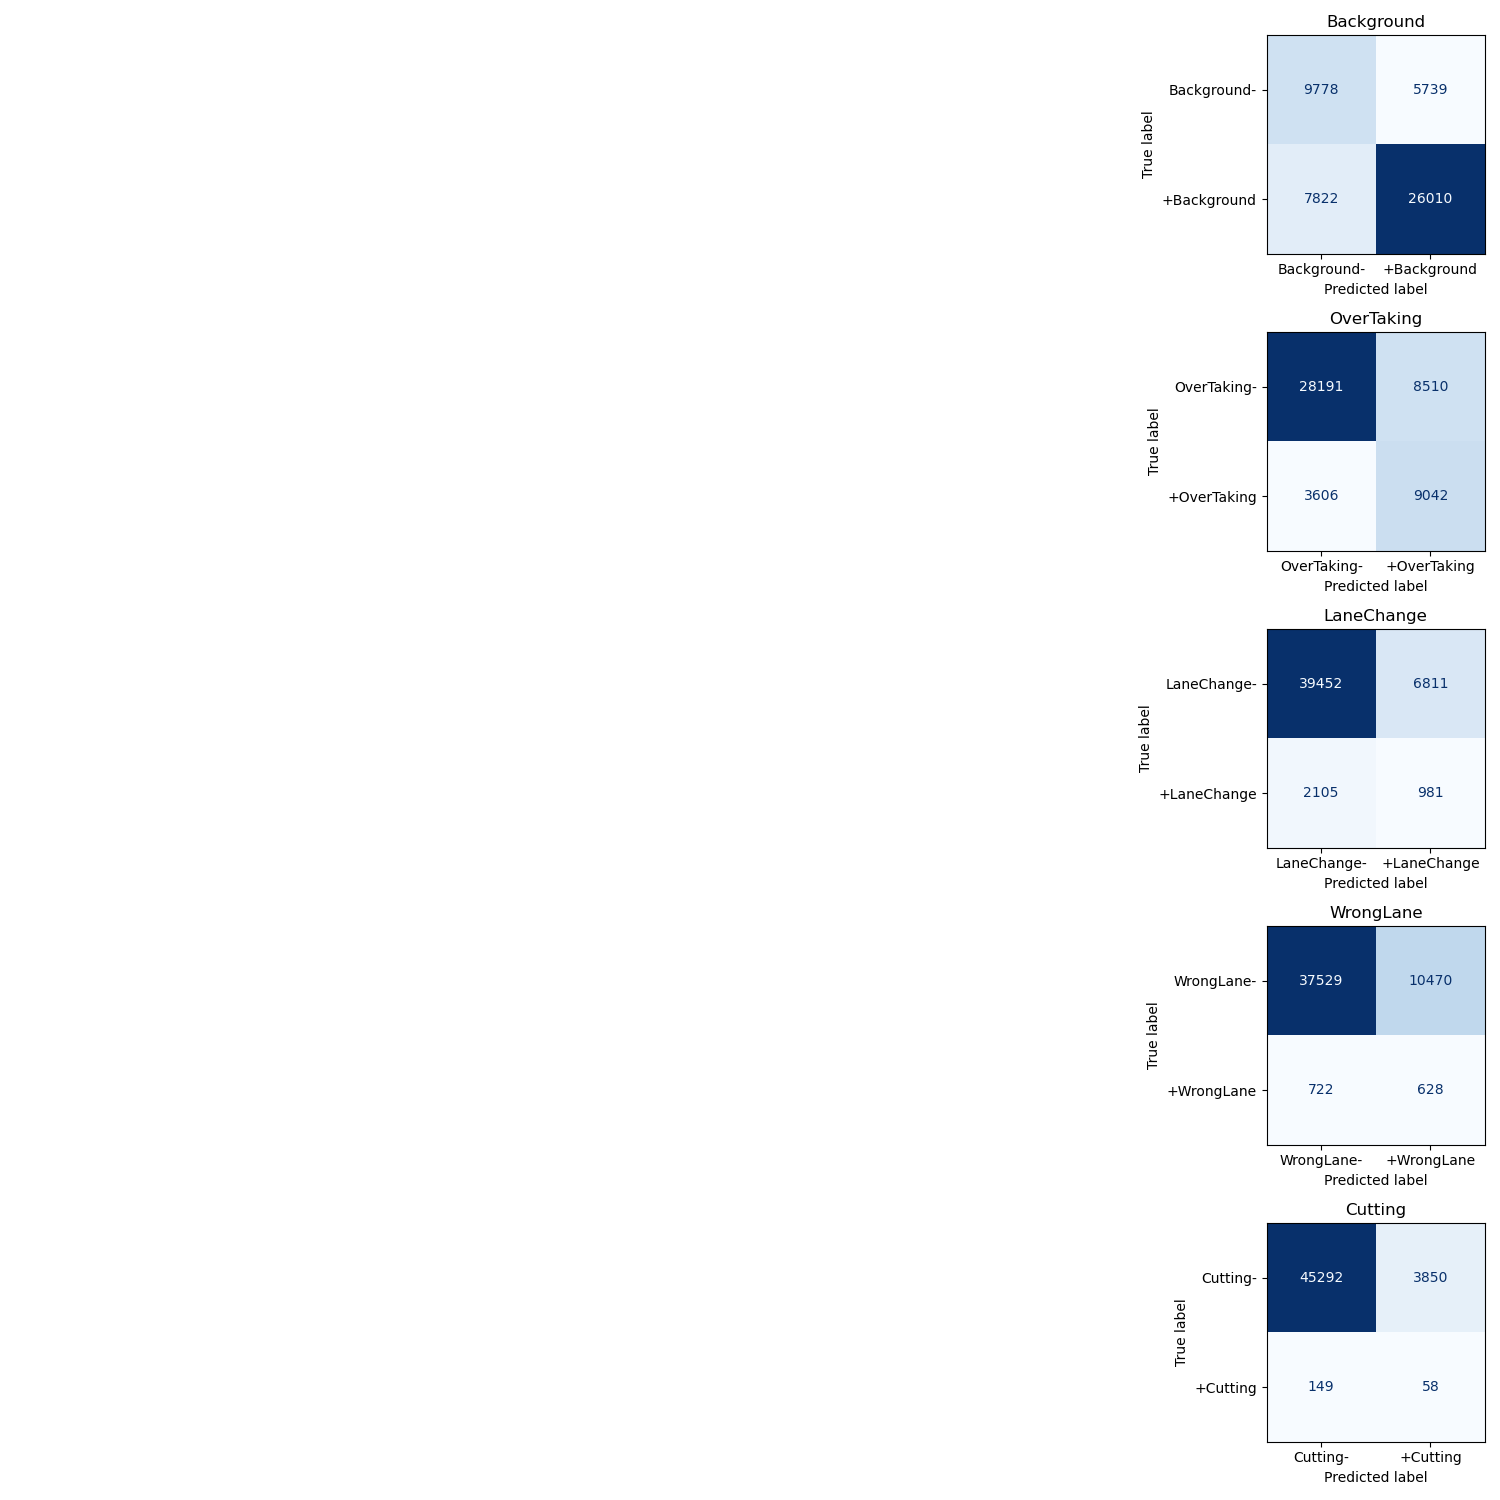 Background
Background- 9778 5739
True label
+Background 7822 26010
Background- +Background
Predicted label
OverTaking
OverTaking- 28191 8510
True label
+OverTaking 3606 9042
OverTaking- +OverTaking
Predicted label
LaneChange
LaneChange- 39452 6811
True label
+LaneChange 2105 981
LaneChange- +LaneChange
Predicted label
WrongLane
WrongLane- 37529 10470
True label
+WrongLane 722 628
WrongLane- +WrongLane
Predicted label
Cutting
Cutting- 45292 3850
True label
+Cutting 149 58
Cutting- +Cutting
Predicted label